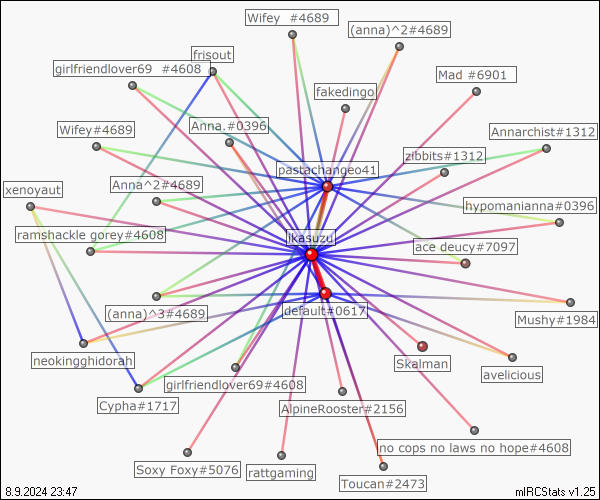 Wifey  #4689
(anna)^2#4689
frisout
girlfriendlover69  #4608
Mad #6901
fakedingo
Wifey#4689
Anna.#0396
Annarchist#1312
zibbits#1312
pastachangeo41
xenoyaut
Anna^2#4689
hypomanianna#0396
ramshackle gorey#4608
ikasuzu
ace deucy#7097
(anna)^3#4689
default#0617
Mushy#1984
neokingghidorah
Skalman
avelicious
girlfriendlover69#4608
Cypha#1717
AlpineRooster#2156
no cops no laws no hope#4608
Soxy Foxy#5076
rattgaming
Toucan#2473
8.9.2024 23:47
mIRCStats v1.25